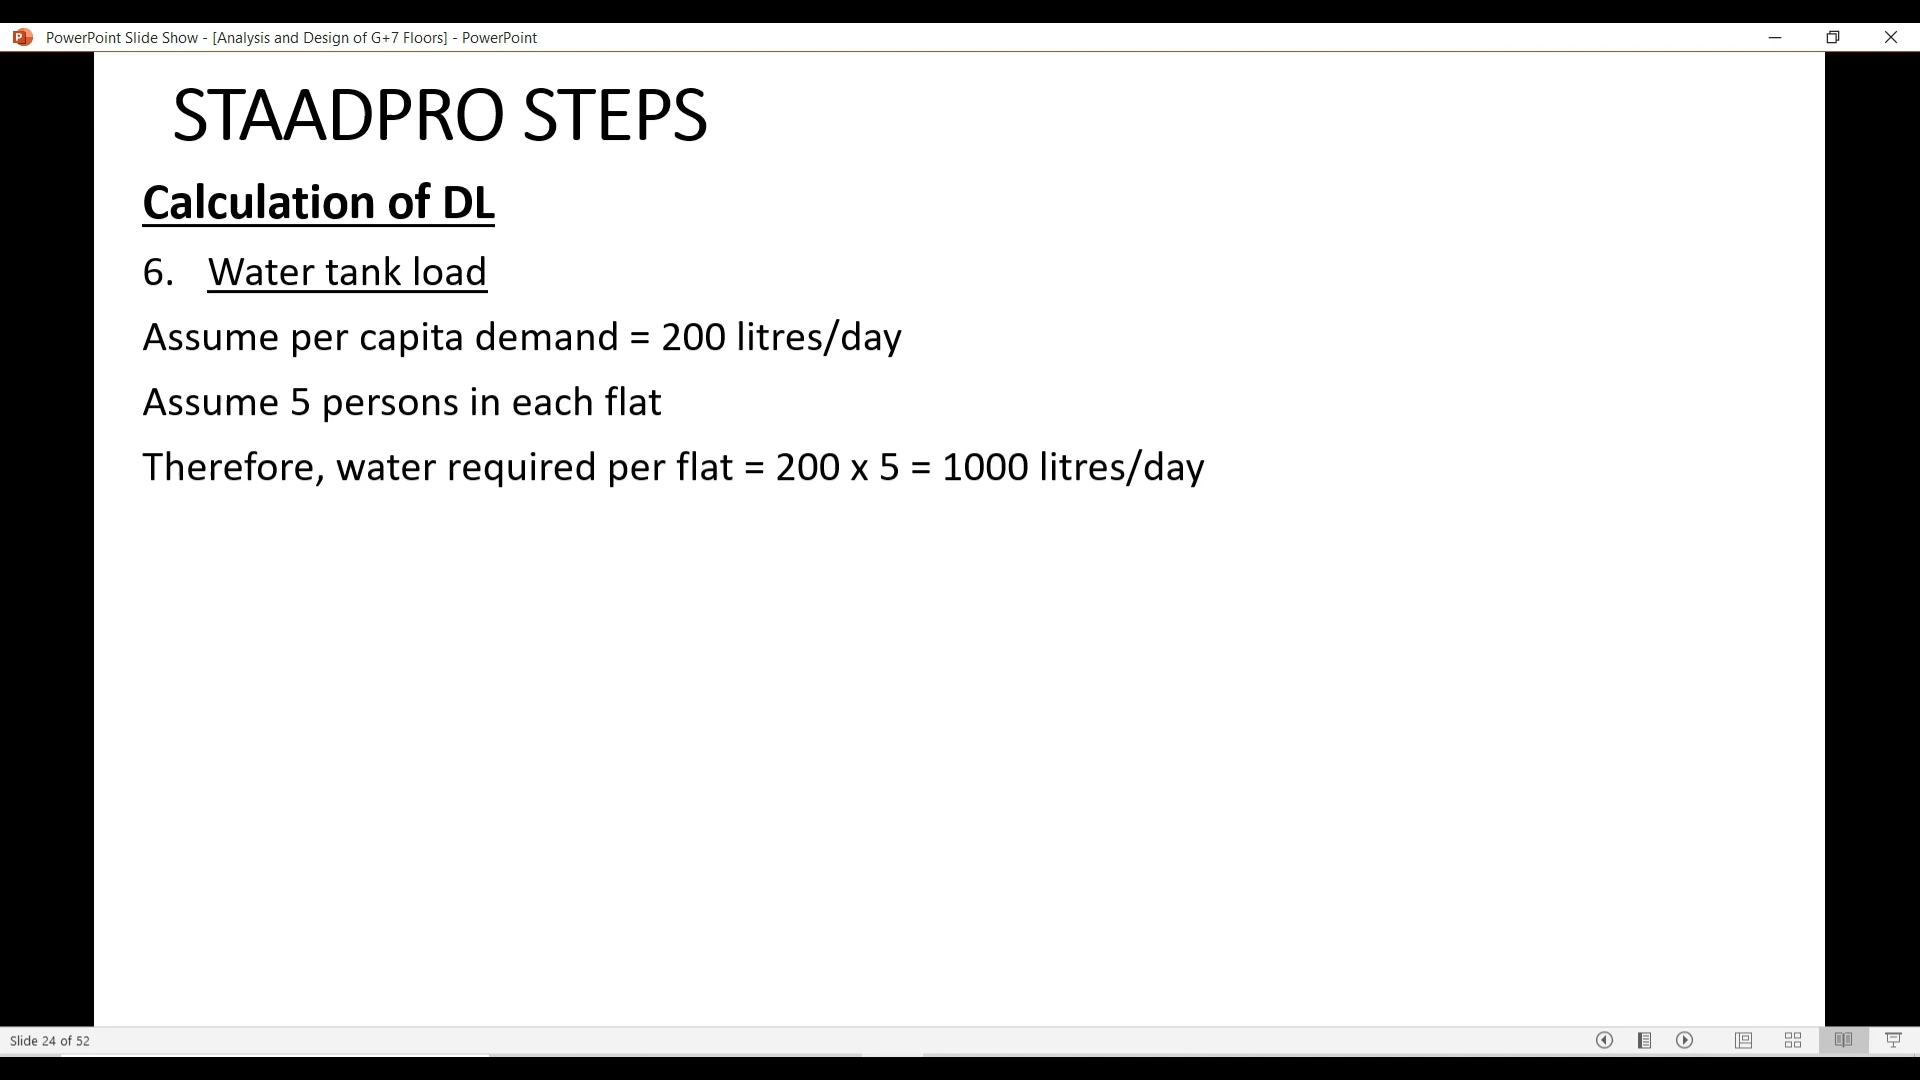 PowerPoint Slide Show - [Analysis and Design of G+7 Floors] - PowerPoint
STAADPRO STEPS
Calculation of DL
6. Water tank load
Assume per capita demand = 200 litres/day
Assume 5 persons in each flat
Therefore, water required per flat = 200 x 5 = 1000 litres/day
Slide 24 of 52